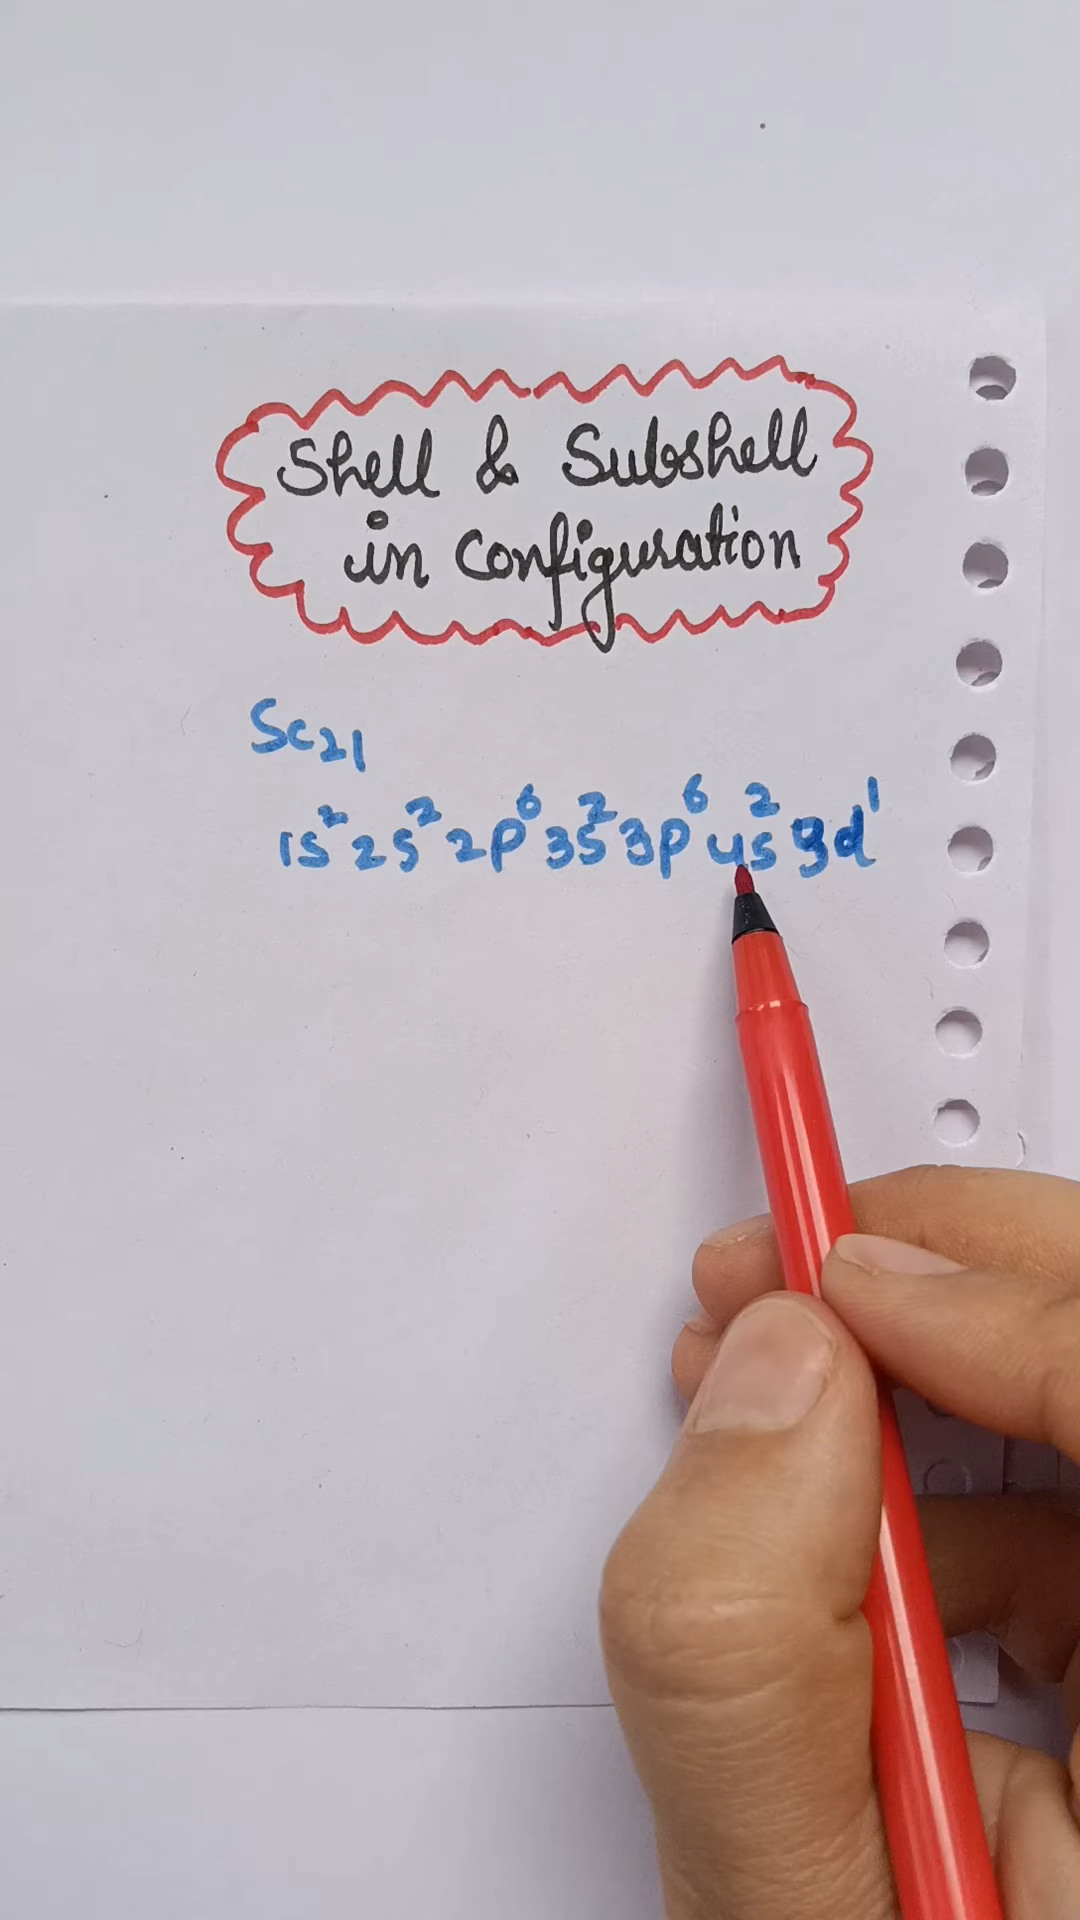 Shell & Subshell
in configuration
Sc₂₁
1s² 2s² 2p⁶ 3s² 3p⁶ 4s² 3d¹